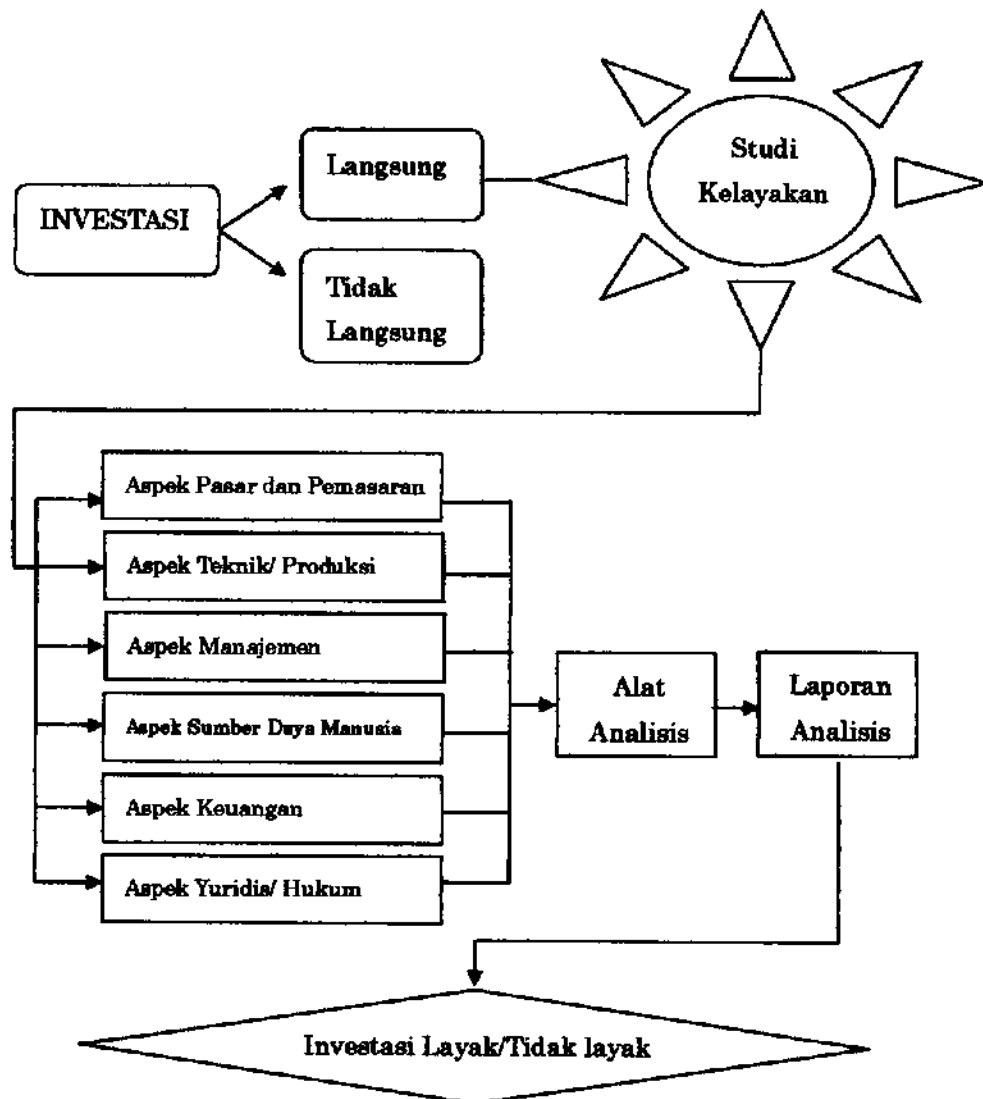 INVESTASI
Langsung
Tidak
Langsung
Studi
Kelayakan
Aspek Pasar dan Pemasaran
Aspek Teknik/ Produksi
Aspek Manajemen
Aspek Sumber Daya Manusia
Aspek Keuangan
Aspek Yuridis/ Hukum
Alat
Analisis
Laporan
Analisis
Investasi Layak/Tidak layak